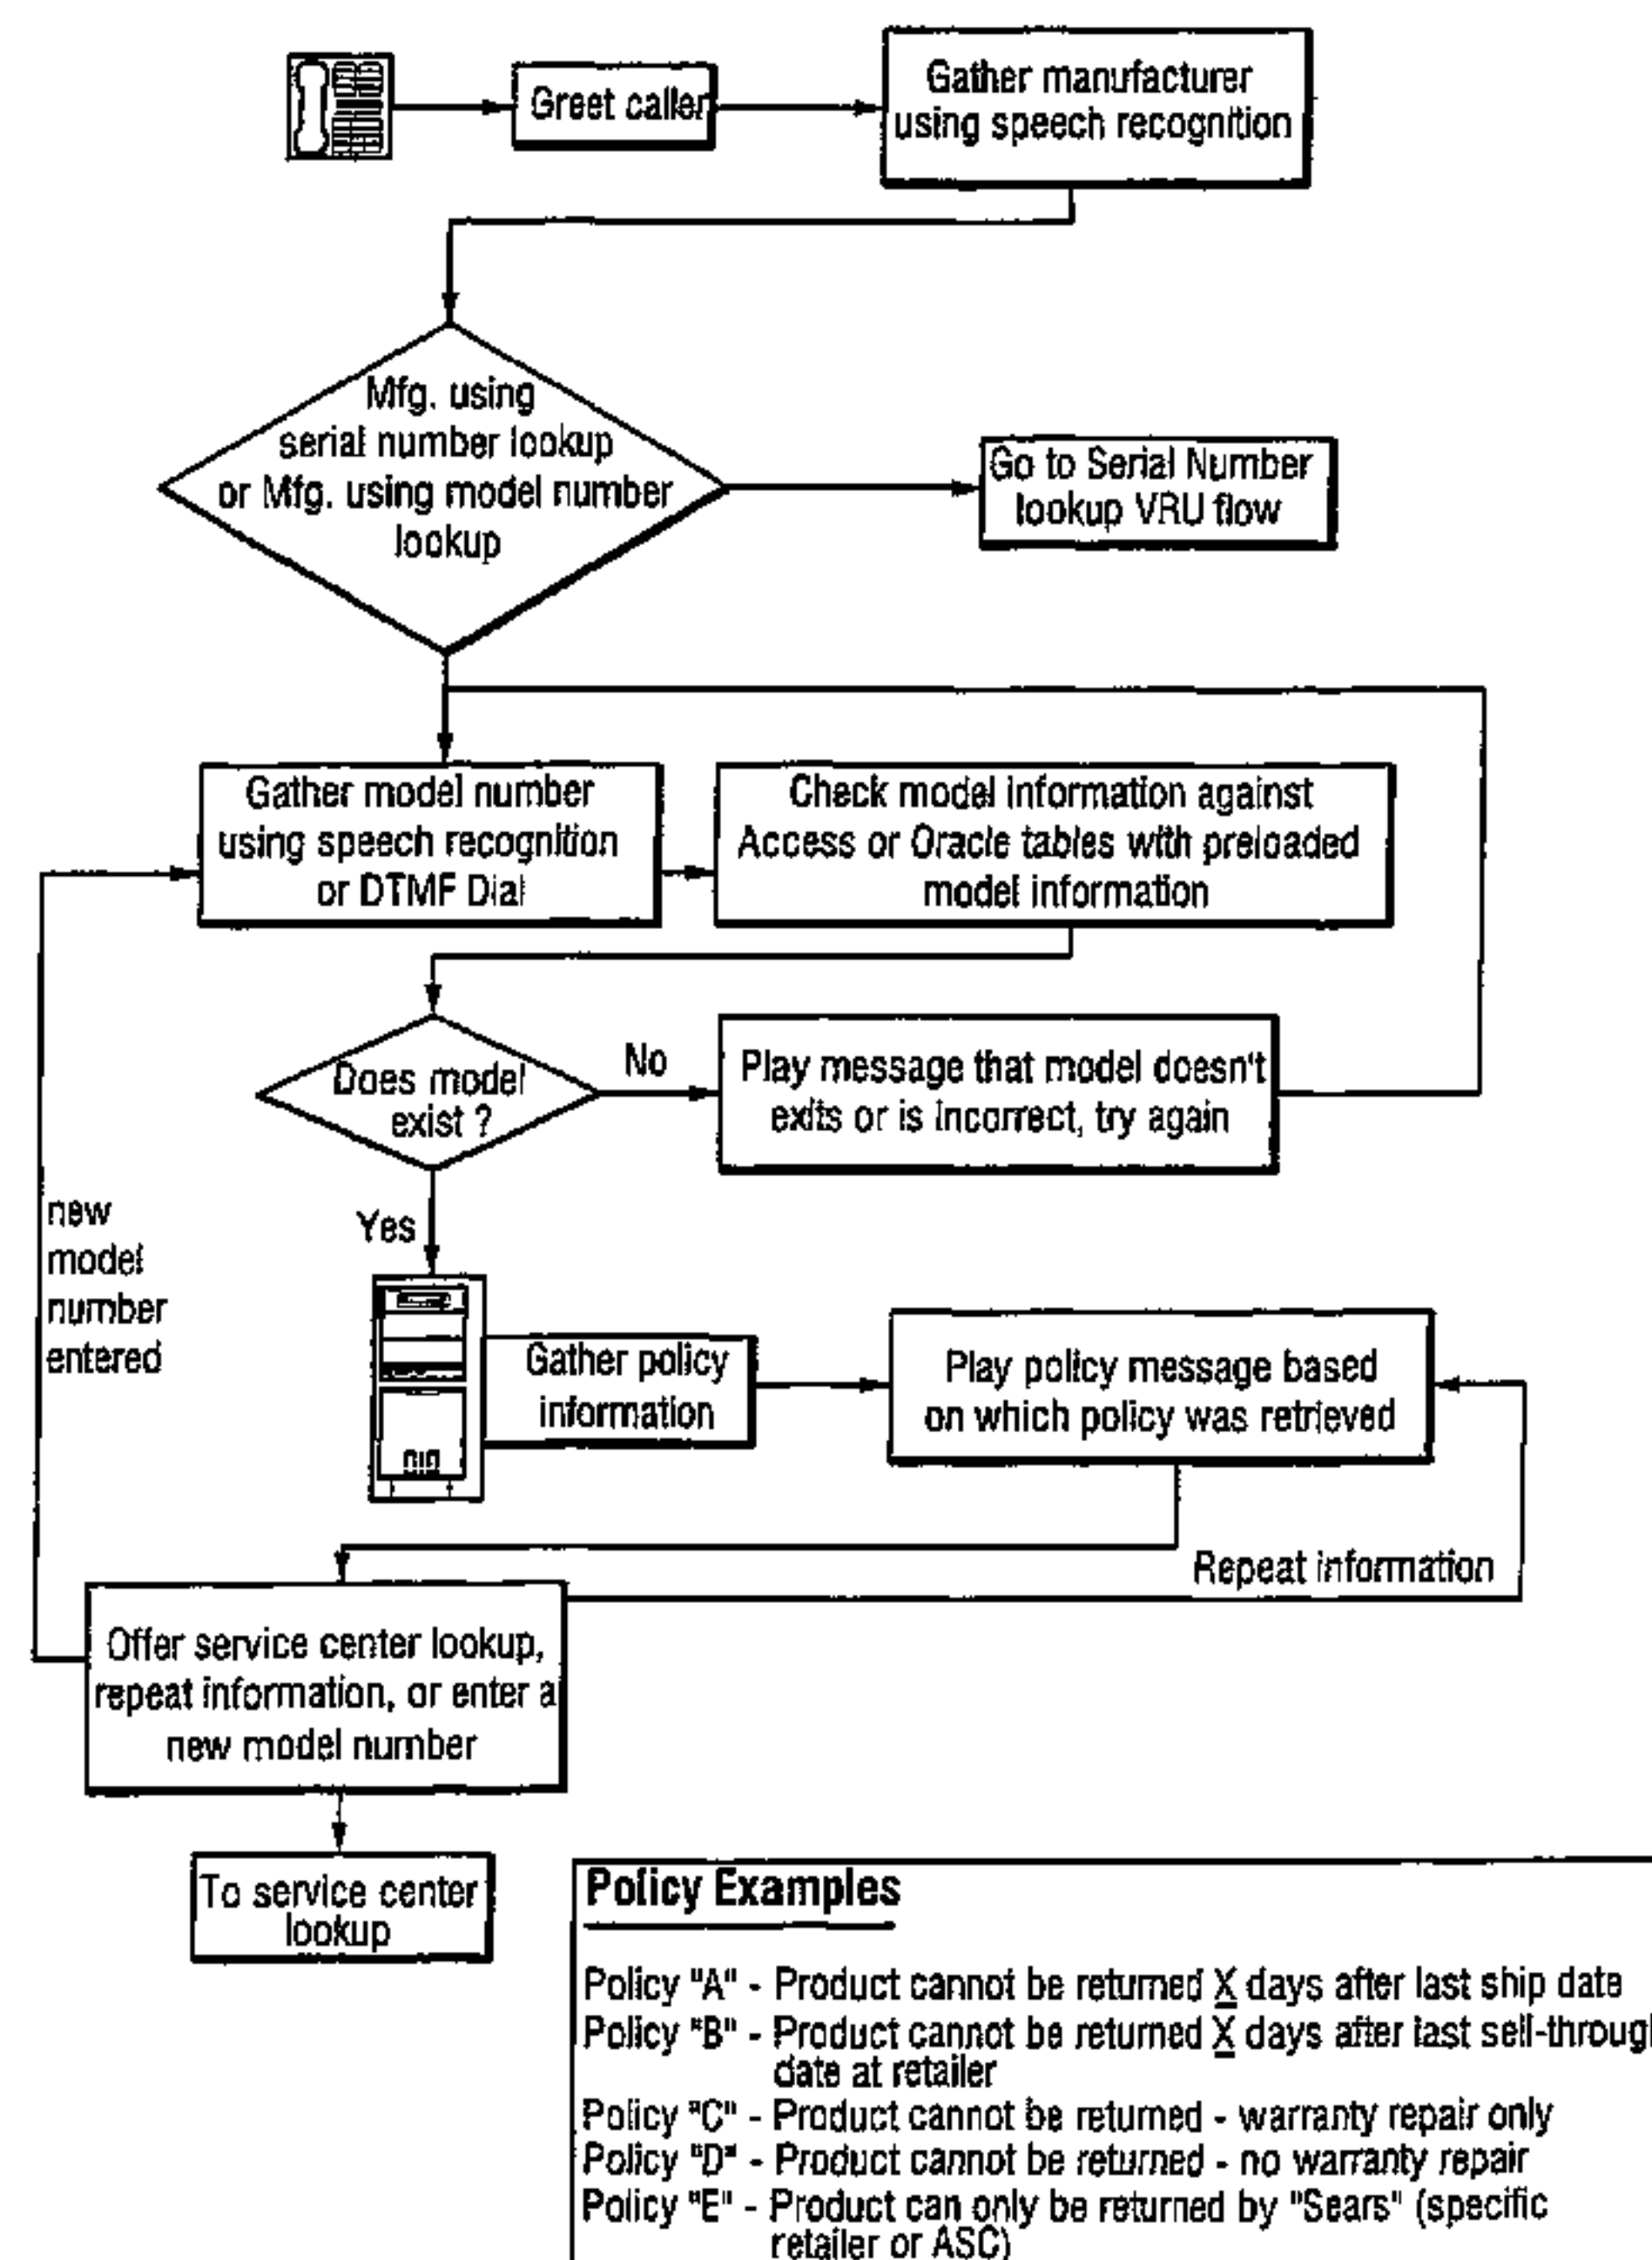 Greet caller
Gather manufacturer
using speech recognition
Mfg. using
serial number lookup
or Mfg. using model number
lookup
Go to Serial Number
lookup VRU flow
Gather model number
using speech recognition
or DTMF Dial
Check model information against
Access or Oracle tables with preloaded
model information
Does model
exist ?
No
Play message that model doesn't
exits or is incorrect, try again
Yes
new
model
number
entered
Gather policy
information
Play policy message based
on which policy was retrieved
Repeat information
Offer service center lookup,
repeat information, or enter a
new model number
To service center
lookup
Policy Examples
Policy "A" - Product cannot be returned X days after last ship date
Policy "B" - Product cannot be returned X days after last sell-through
date at retailer
Policy "C" - Product cannot be returned - warranty repair only
Policy "D" - Product cannot be returned - no warranty repair
Policy "E" - Product can only be returned by "Sears" (specific
retailer or ASC)